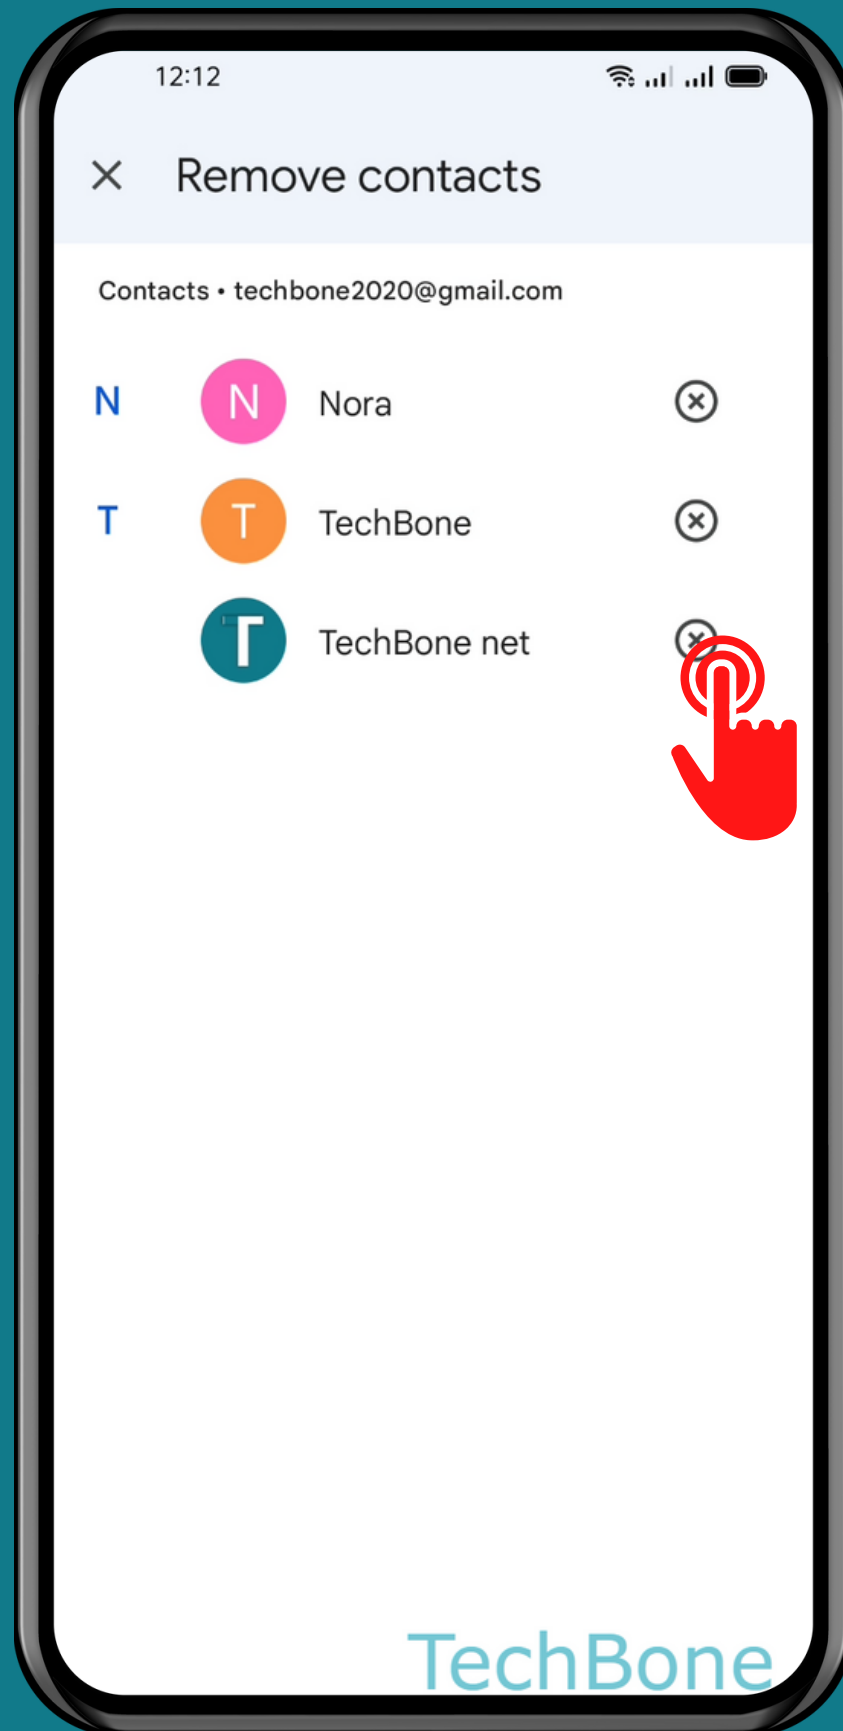 12:12
Remove contacts
Contacts • techbone2020@gmail.com
N N Nora
T T TechBone
T TechBone net
TechBone